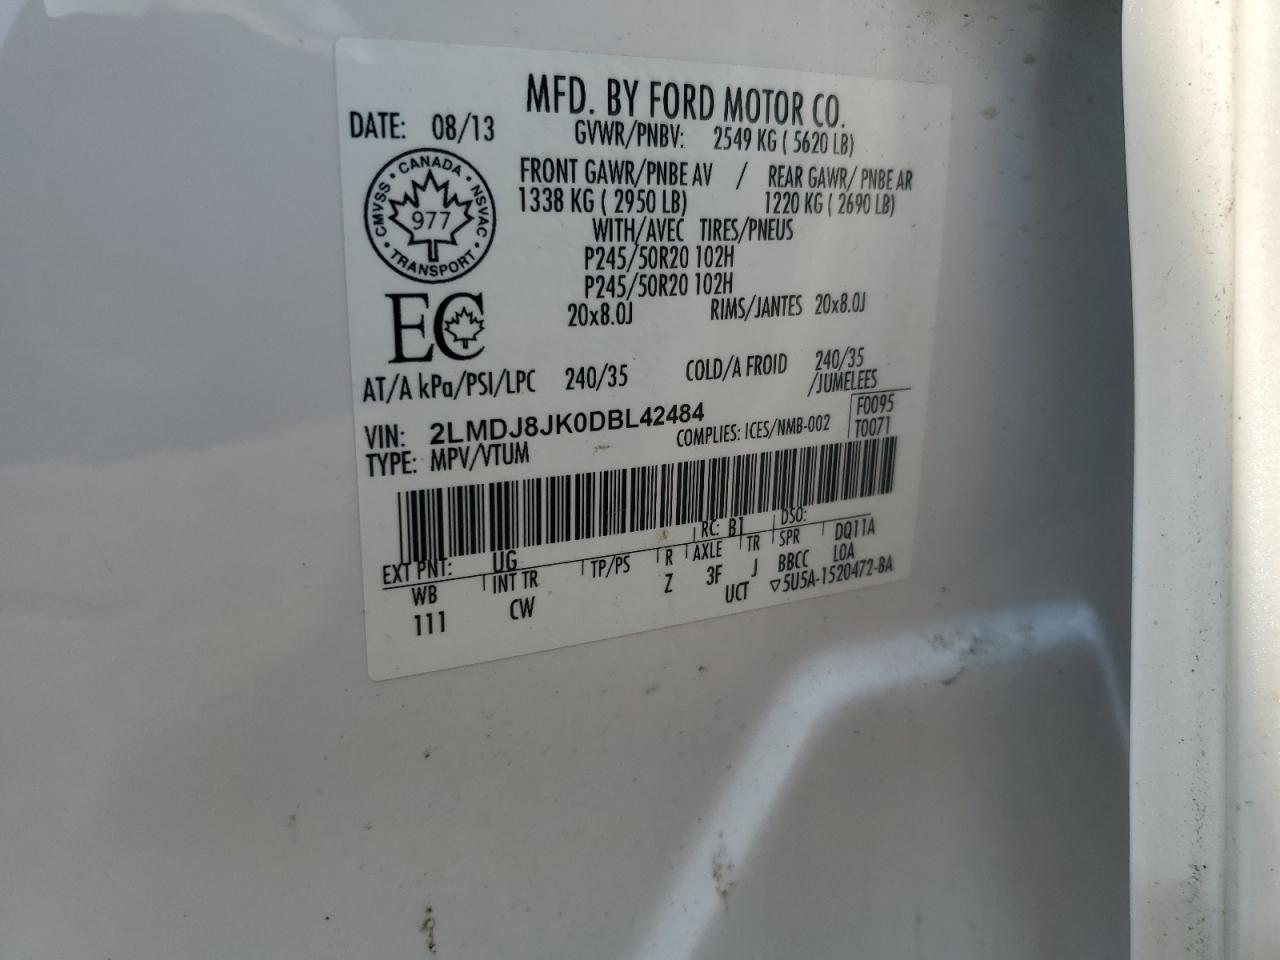 MFD. BY FORD MOTOR CO.
DATE: 08/13 GVWR/PNBV: 2549 KG ( 5620 LB)
FRONT GAWR/PNBE AV / REAR GAWR/ PNBE AR
1338 KG ( 2950 LB) 1220 KG ( 2690 LB)
WITH/AVEC TIRES/PNEUS
P245/50R20 102H
P245/50R20 102H
20x8.0J RIMS/JANTES 20x8.0J
CANADA · NSVAC · TRANSPORT · CMVSS ·
977
EC
AT/A kPa/PSI/LPC 240/35 COLD/A FROID 240/35
/JUMELEES
VIN: 2LMDJ8JK0DBL42484 F0095
TYPE: MPV/VTUM COMPLIES: ICES/NMB-002 T0071
EXT PNT: UG RC: B1 DSO:
WB INT TR TP/PS R AXLE TR SPR DQ11A
111 CW Z 3F J BBCC LOA
UCT ▽5U5A-1520472-BA